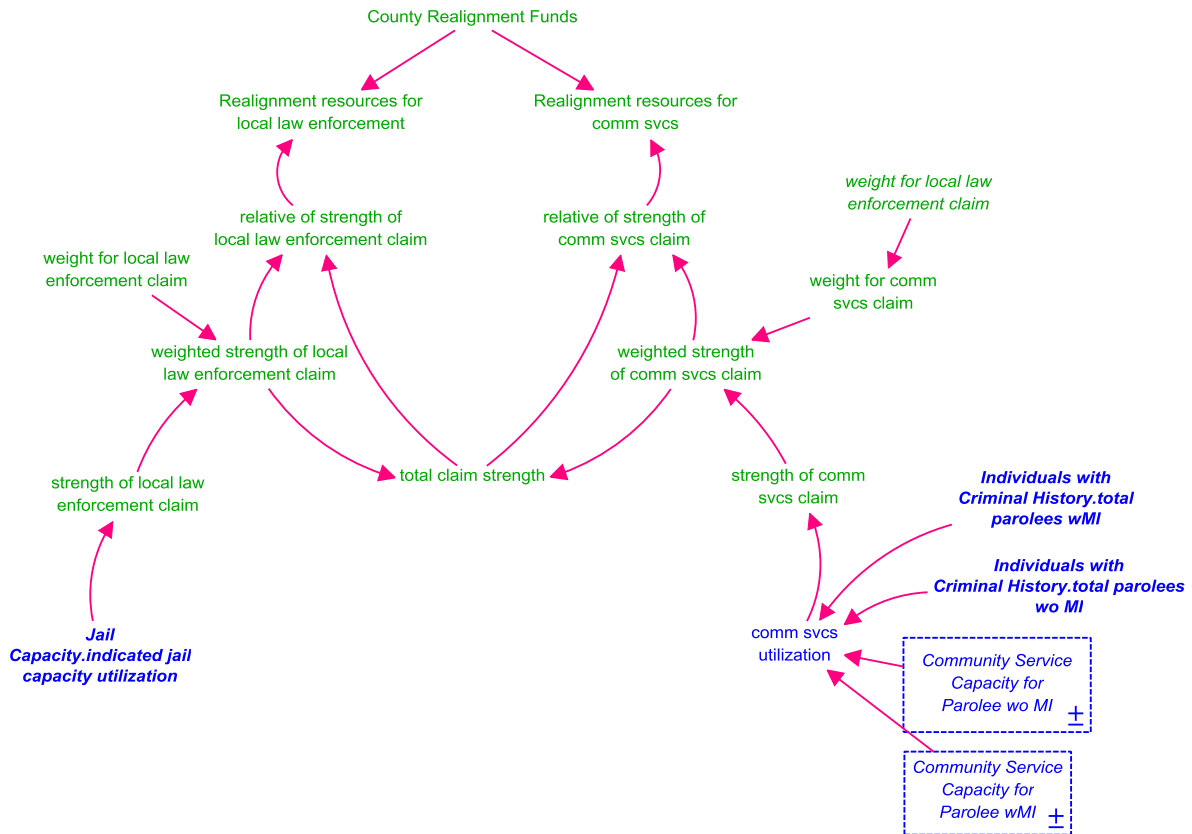 County Realignment Funds
Realignment resources for
local law enforcement
Realignment resources for
comm svcs
weight for local law
enforcement claim
relative of strength of
local law enforcement claim
relative of strength of
comm svcs claim
weight for local law
enforcement claim
weight for comm
svcs claim
weighted strength of local
law enforcement claim
weighted strength
of comm svcs claim
total claim strength
strength of local law
enforcement claim
strength of comm
svcs claim
Individuals with
Criminal History.total
parolees wMI
Individuals with
Criminal History.total parolees
wo MI
Jail
Capacity.indicated jail
capacity utilization
comm svcs
utilization
Community Service
Capacity for
Parolee wo MI
±
Community Service
Capacity for
Parolee wMI
±